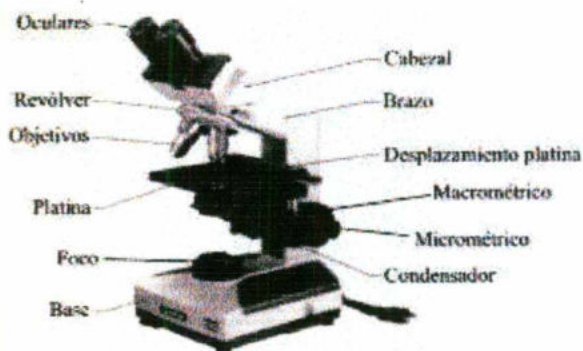 Oculares
Cabezal
Revólver
Brazo
Objetivos
Desplazamiento platina
Macrométrico
Platina
Micrométrico
Foco
Condensador
Base